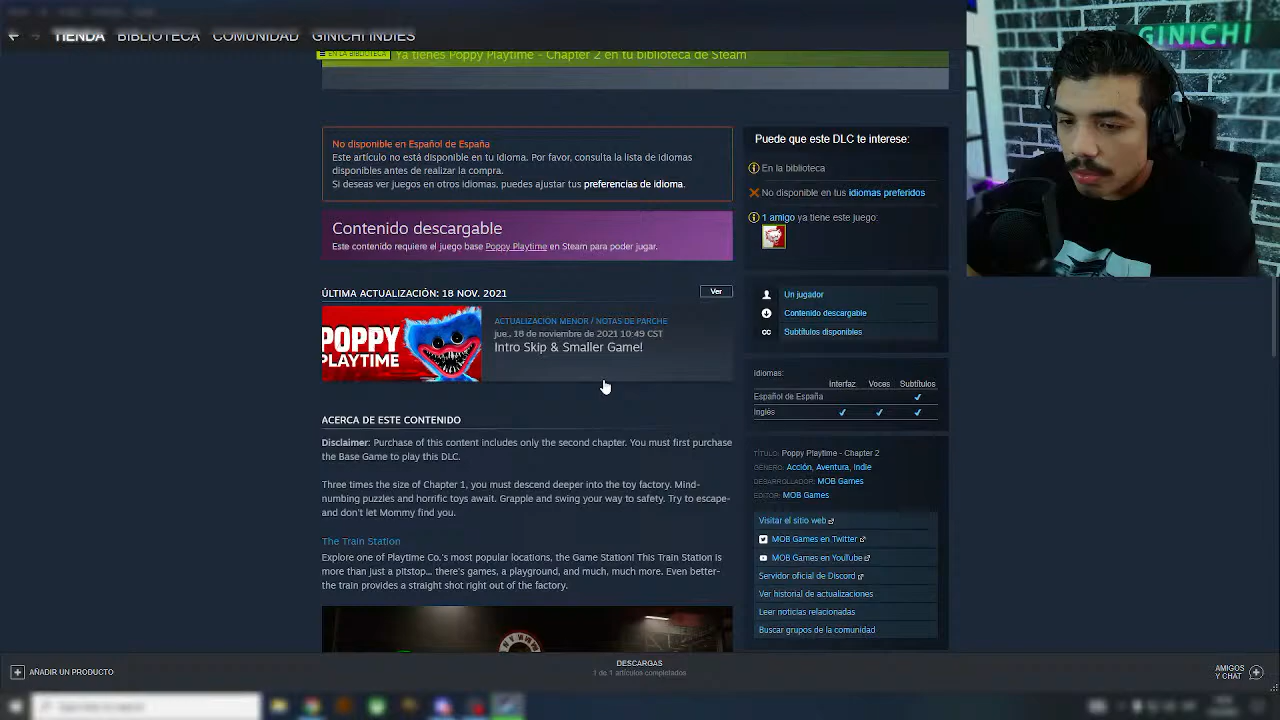 TIENDA BIBLIOTECA COMUNIDAD GINICHI INDIES
GINICHI
EN LA BIBLIOTECA Ya tienes Poppy Playtime - Chapter 2 en tu biblioteca de Steam
No disponible en Español de España
Este artículo no está disponible en tu idioma. Por favor, consulta la lista de idiomas
disponibles antes de realizar la compra.
Si deseas ver juegos en otros idiomas, puedes ajustar tus preferencias de idioma.
Contenido descargable
Este contenido requiere el juego base Poppy Playtime en Steam para poder jugar.
ÚLTIMA ACTUALIZACIÓN: 18 NOV. 2021
Ver
POPPY
PLAYTIME
ACTUALIZACIÓN MENOR / NOTAS DE PARCHE
jue., 18 de noviembre de 2021 10:49 CST
Intro Skip & Smaller Game!
ACERCA DE ESTE CONTENIDO
Disclaimer: Purchase of this content includes only the second chapter. You must first purchase
the Base Game to play this DLC.
Three times the size of Chapter 1, you must descend deeper into the toy factory. Mind-
numbing puzzles and horrific toys await. Grapple and swing your way to safety. Try to escape-
and don't let Mommy find you.
The Train Station
Explore one of Playtime Co.'s most popular locations, the Game Station! This Train Station is
more than just a pitstop... there's games, a playground, and much, much more. Even better-
the train provides a straight shot right out of the factory.
Puede que este DLC te interese:
En la biblioteca
No disponible en tus idiomas preferidos
1 amigo ya tiene este juego:
Un jugador
Contenido descargable
CC Subtítulos disponibles
Idiomas:
Interfaz Voces Subtítulos
Español de España ✔
Inglés ✔ ✔ ✔
TÍTULO: Poppy Playtime - Chapter 2
GÉNERO: Acción, Aventura, Indie
DESARROLLADOR: MOB Games
EDITOR: MOB Games
Visitar el sitio web
MOB Games en Twitter
MOB Games en YouTube
Servidor oficial de Discord
Ver historial de actualizaciones
Leer noticias relacionadas
Buscar grupos de la comunidad
AÑADIR UN PRODUCTO
DESCARGAS
1 de 1 artículos completados
AMIGOS
Y CHAT